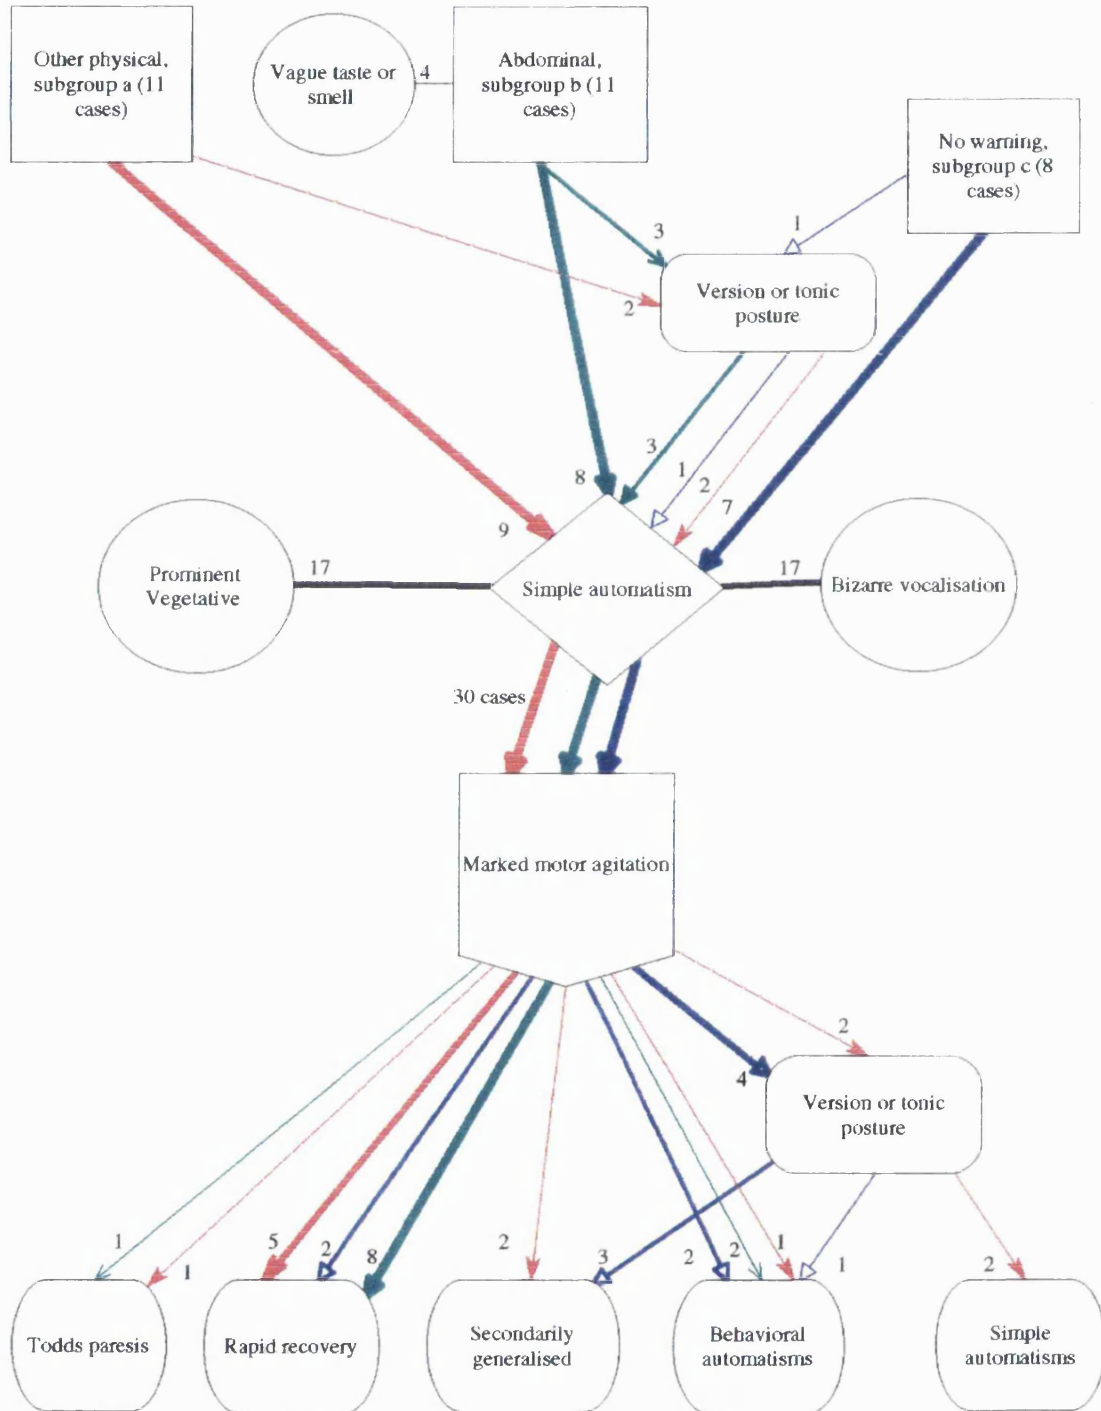 Other physical,
subgroup a (11
cases)
Vague taste or
smell
4
Abdominal,
subgroup b (11
cases)
No warning,
subgroup c (8
cases)
3
1
2
Version or tonic
posture
3
1
2
8
7
9
17
17
Prominent
Vegetative
Simple automatism
Bizarre vocalisation
30 cases
Marked motor agitation
2
4
Version or tonic
posture
1
1
5
2
8
2
3
2
2
1
1
2
Todds paresis
Rapid recovery
Secondarily
generalised
Behavioral
automatisms
Simple
automatisms